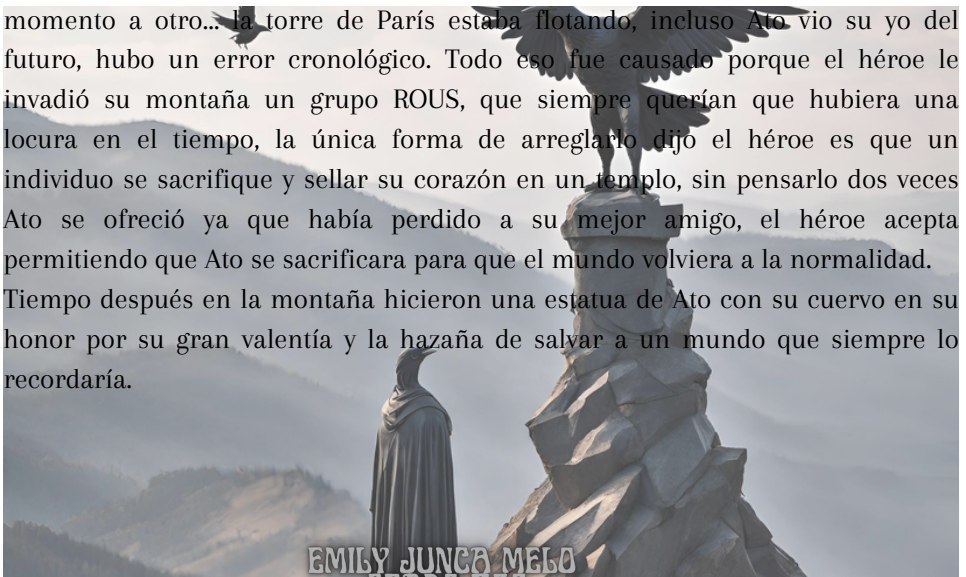 momento a otro... la torre de París estaba flotando, incluso Ato vio su yo del
futuro, hubo un error cronológico. Todo eso fue causado porque el héroe le
invadió su montaña un grupo ROUS, que siempre querían que hubiera una
locura en el tiempo, la única forma de arreglarlo dijo el héroe es que un
individuo se sacrifique y sellar su corazón en un templo, sin pensarlo dos veces
Ato se ofreció ya que había perdido a su mejor amigo, el héroe acepta
permitiendo que Ato se sacrificara para que el mundo volviera a la normalidad.
Tiempo después en la montaña hicieron una estatua de Ato con su cuervo en su
honor por su gran valentía y la hazaña de salvar a un mundo que siempre lo
recordaría.
EMILY JUNCA MELO